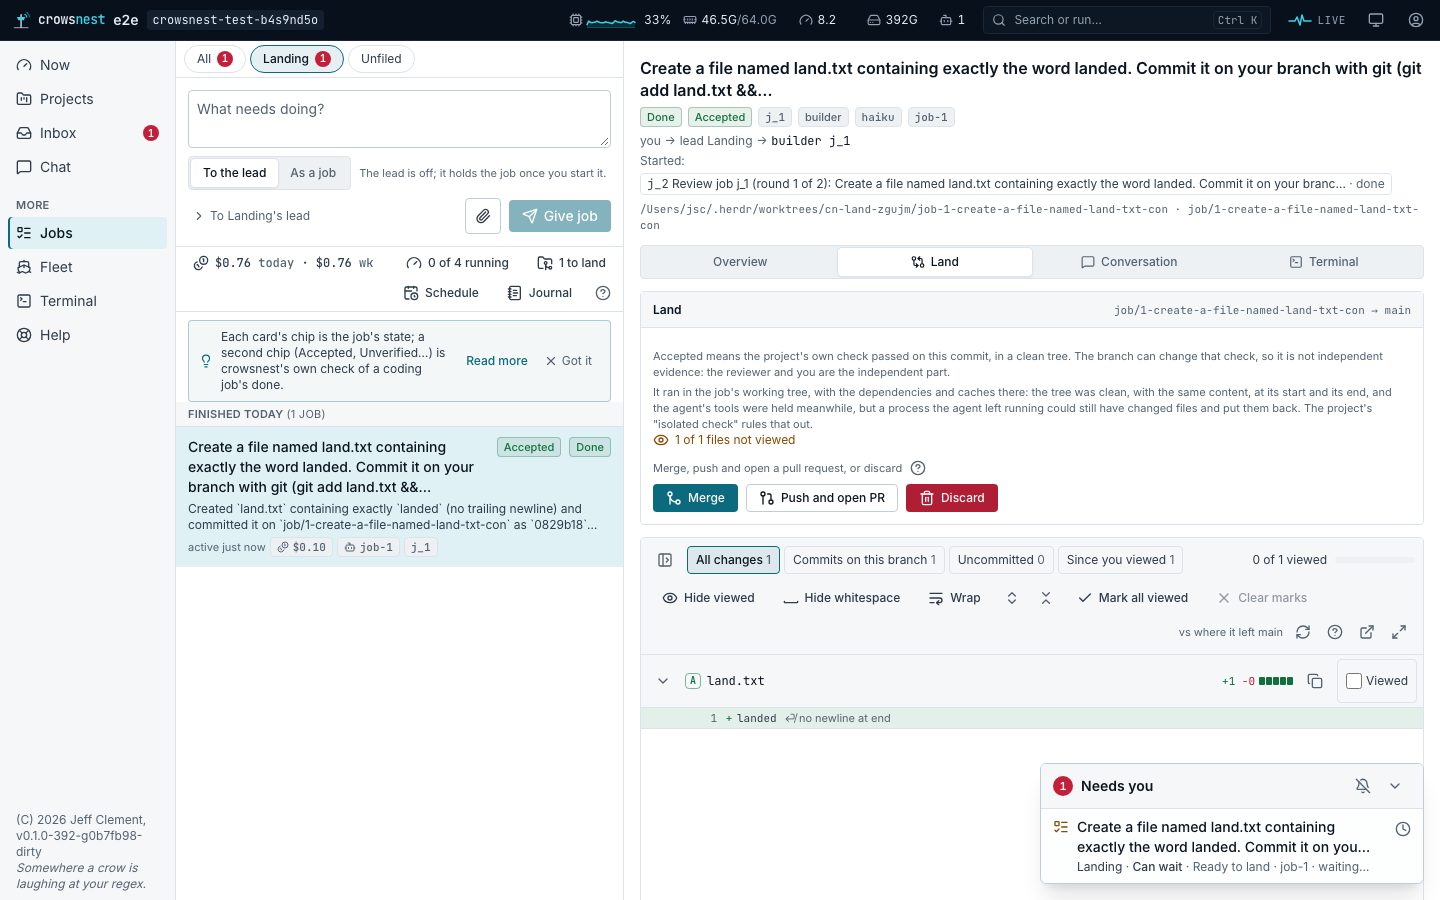 crowsnest e2e crowsnest-test-b4s9nd5o 33% 46.5G/64.0G 8.2 392G 1 Search or run... Ctrl K LIVE
Now
Projects
Inbox 1
Chat
MORE
Jobs
Fleet
Terminal
Help
(C) 2026 Jeff Clement,
v0.1.0-392-g0b7fb98-
dirty
Somewhere a crow is
laughing at your regex.
All 1 Landing 1 Unfiled
What needs doing?
To the lead As a job The lead is off; it holds the job once you start it.
To Landing's lead Give job
$0.76 today · $0.76 wk 0 of 4 running 1 to land
Schedule Journal
Each card's chip is the job's state; a
second chip (Accepted, Unverified…) is
crowsnest's own check of a coding
job's done.
Read more Got it
FINISHED TODAY (1 JOB)
Create a file named land.txt containing
exactly the word landed. Commit it on your
branch with git (git add land.txt &&…
Accepted Done
Created `land.txt` containing exactly `landed` (no trailing newline) and
committed it on `job/1-create-a-file-named-land-txt-con` as `0829b18`…
active just now $0.10 job-1 j_1
Create a file named land.txt containing exactly the word landed. Commit it on your branch with git (git
add land.txt &&…
Done Accepted j_1 builder haiku job-1
you → lead Landing → builder j_1
Started:
j_2 Review job j_1 (round 1 of 2): Create a file named land.txt containing exactly the word landed. Commit it on your branc… · done
/Users/jsc/.herdr/worktrees/cn-land-zgujm/job-1-create-a-file-named-land-txt-con · job/1-create-a-file-named-land-txt-
con
Overview Land Conversation Terminal
Land job/1-create-a-file-named-land-txt-con → main
Accepted means the project's own check passed on this commit, in a clean tree. The branch can change that check, so it is not independent
evidence: the reviewer and you are the independent part.
It ran in the job's working tree, with the dependencies and caches there: the tree was clean, with the same content, at its start and its end, and
the agent's tools were held meanwhile, but a process the agent left running could still have changed files and put them back. The project's
"isolated check" rules that out.
1 of 1 files not viewed
Merge, push and open a pull request, or discard
Merge Push and open PR Discard
All changes 1 Commits on this branch 1 Uncommitted 0 Since you viewed 1 0 of 1 viewed
Hide viewed Hide whitespace Wrap Mark all viewed Clear marks
vs where it left main
A land.txt +1 -0 Viewed
1 + landed no newline at end
1 Needs you
Create a file named land.txt containing
exactly the word landed. Commit it on you…
Landing · Can wait · Ready to land · job-1 · waiting…